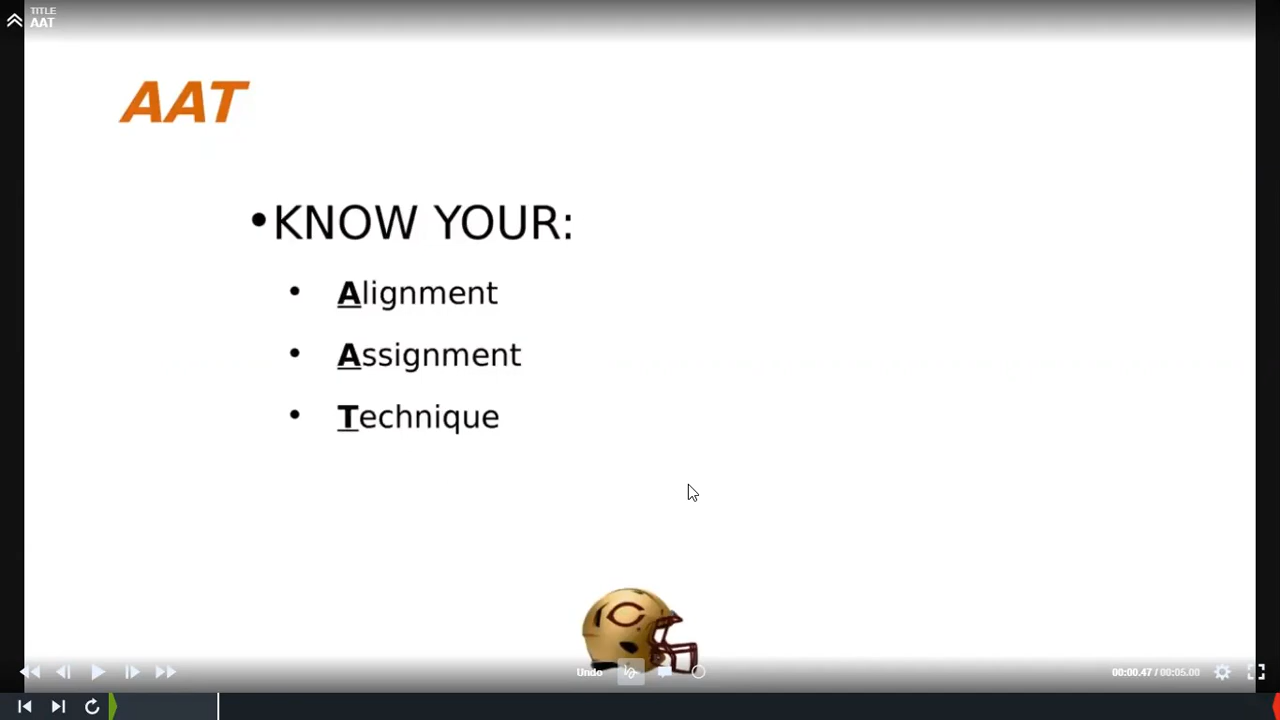 TITLE
AAT
AAT
•KNOW YOUR:
• Alignment
• Assignment
• Technique
C
Undo
00:00.47 / 00:05.00